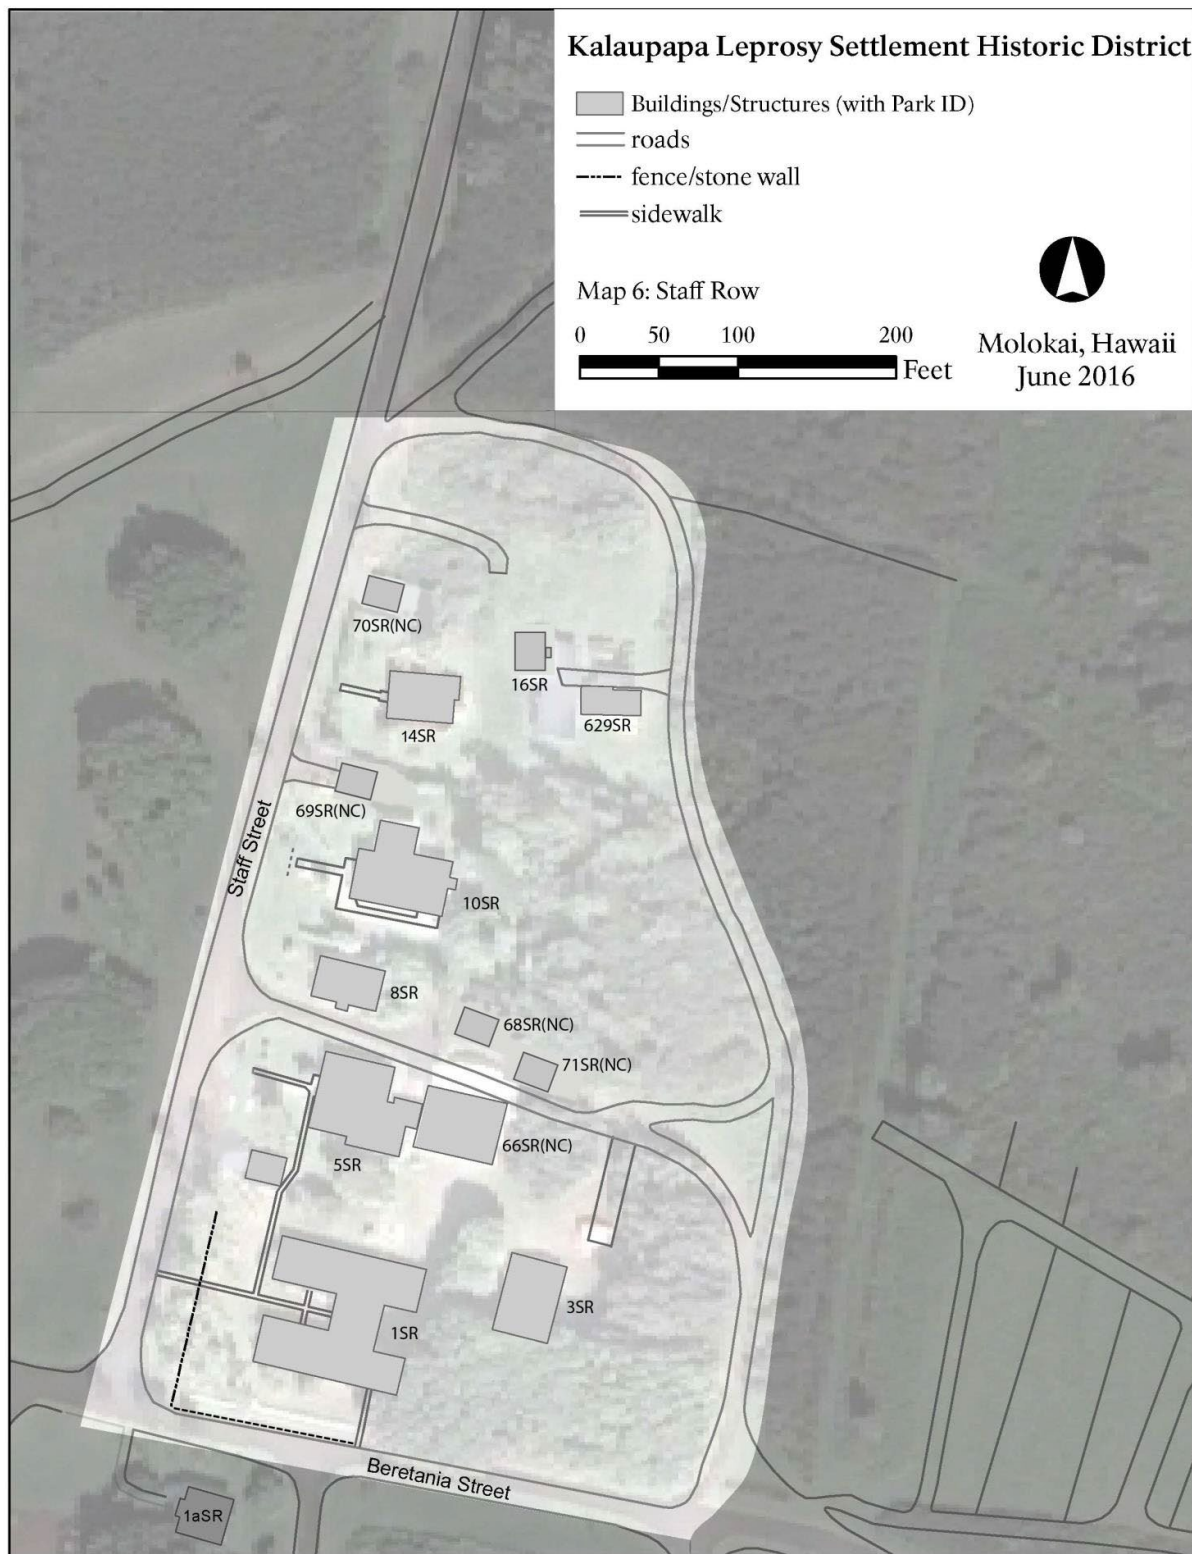 Kalaupapa Leprosy Settlement Historic District
Buildings/Structures (with Park ID)
roads
fence/stone wall
sidewalk
Map 6: Staff Row
0 50 100 200
Feet
Molokai, Hawaii
June 2016
70SR(NC)
16SR
629SR
14SR
69SR(NC)
Staff Street
10SR
8SR
68SR(NC)
71SR(NC)
66SR(NC)
5SR
3SR
1SR
Beretania Street
1aSR